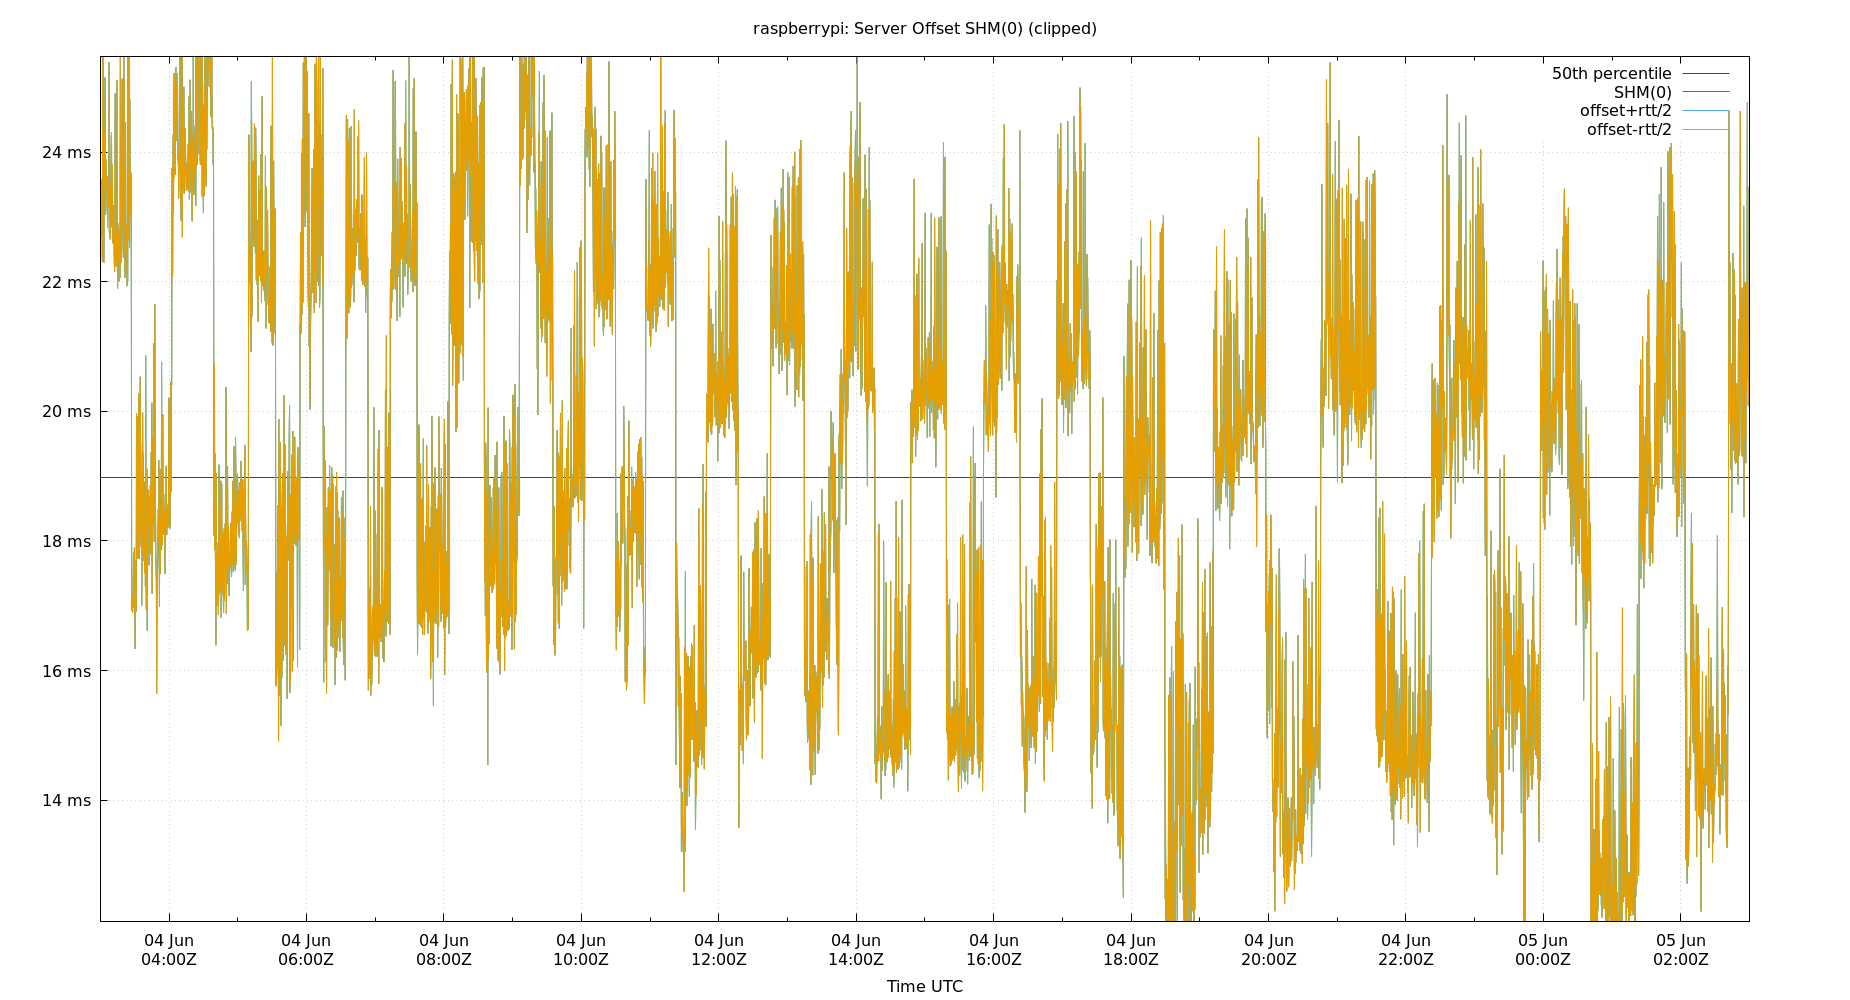 raspberrypi: Server Offset SHM(0) (clipped)
50th percentile
SHM(0)
offset+rtt/2
offset-rtt/2
24 ms
22 ms
20 ms
18 ms
16 ms
14 ms
04 Jun 04 Jun 04 Jun 04 Jun 04 Jun 04 Jun 04 Jun 04 Jun 04 Jun 04 Jun 05 Jun 05 Jun
04:00Z 06:00Z 08:00Z 10:00Z 12:00Z 14:00Z 16:00Z 18:00Z 20:00Z 22:00Z 00:00Z 02:00Z
Time UTC